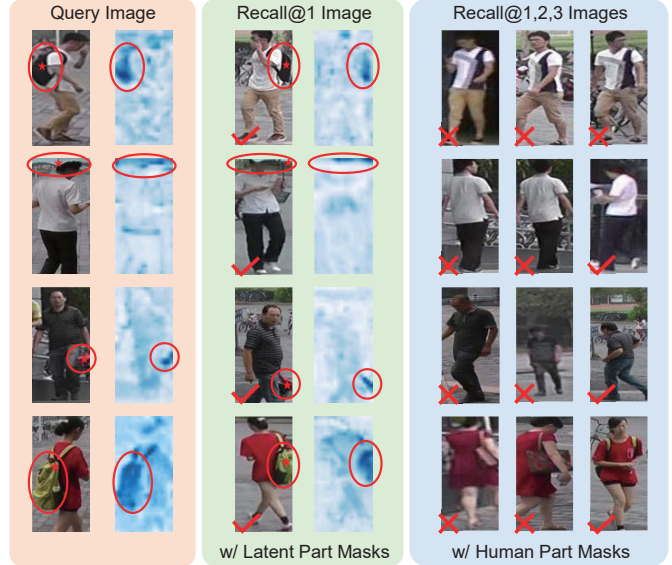 Query Image
Recall@1 Image
Recall@1,2,3 Images
w/ Latent Part Masks
w/ Human Part Masks